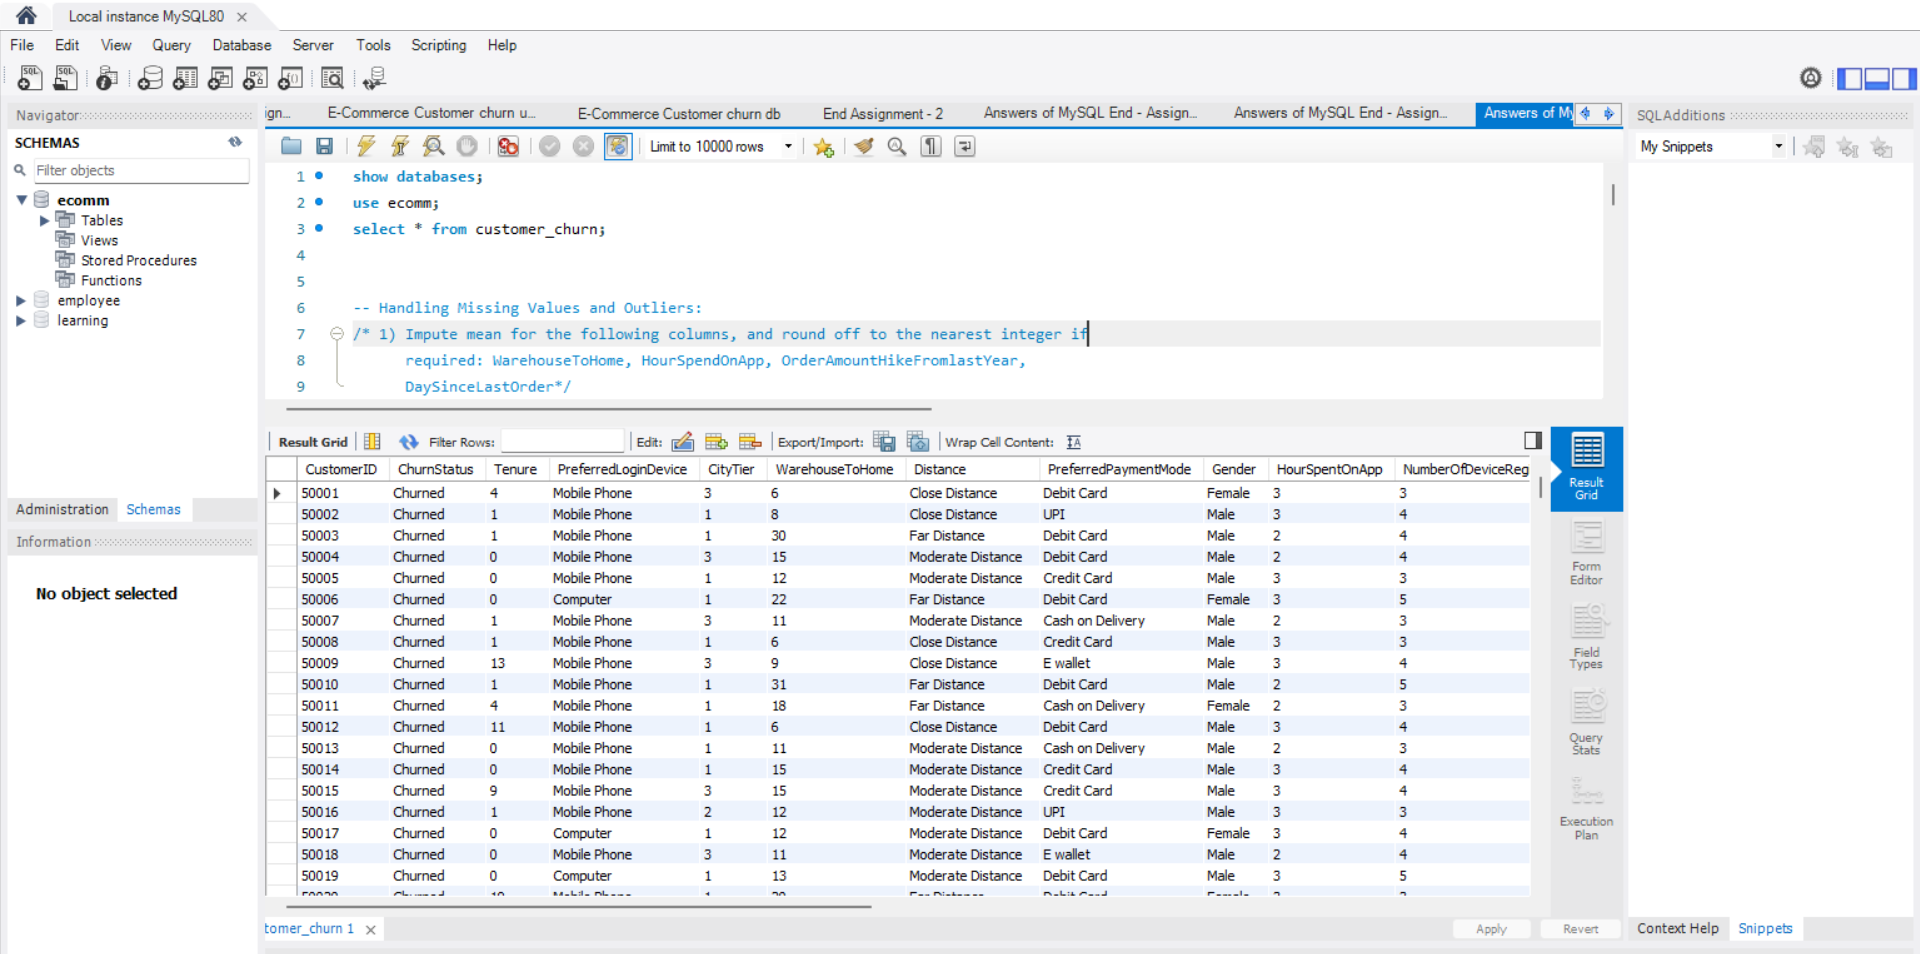 Local instance MySQL80
File Edit View Query Database Server Tools Scripting Help
Navigator
SCHEMAS
Filter objects
ecomm
Tables
Views
Stored Procedures
Functions
employee
learning
Administration Schemas
Information
No object selected
ign... E-Commerce Customer churn u... E-Commerce Customer churn db End Assignment - 2 Answers of MySQL End - Assign... Answers of MySQL End - Assign... Answers of My
Limit to 10000 rows
1 show databases;
2 use ecomm;
3 select * from customer_churn;
4
5
6 -- Handling Missing Values and Outliers:
7 /* 1) Impute mean for the following columns, and round off to the nearest integer if
8 required: WarehouseToHome, HourSpendOnApp, OrderAmountHikeFromlastYear,
9 DaySinceLastOrder*/
Result Grid Filter Rows: Edit: Export/Import: Wrap Cell Content: IA
CustomerID ChurnStatus Tenure PreferredLoginDevice CityTier WarehouseToHome Distance PreferredPaymentMode Gender HourSpentOnApp NumberOfDeviceReg
50001 Churned 4 Mobile Phone 3 6 Close Distance Debit Card Female 3 3
50002 Churned 1 Mobile Phone 1 8 Close Distance UPI Male 3 4
50003 Churned 1 Mobile Phone 1 30 Far Distance Debit Card Male 2 4
50004 Churned 0 Mobile Phone 3 15 Moderate Distance Debit Card Male 2 4
50005 Churned 0 Mobile Phone 1 12 Moderate Distance Credit Card Male 3 3
50006 Churned 0 Computer 1 22 Far Distance Debit Card Female 3 5
50007 Churned 1 Mobile Phone 3 11 Moderate Distance Cash on Delivery Male 2 3
50008 Churned 1 Mobile Phone 1 6 Close Distance Credit Card Male 3 3
50009 Churned 13 Mobile Phone 3 9 Close Distance E wallet Male 3 4
50010 Churned 1 Mobile Phone 1 31 Far Distance Debit Card Male 2 5
50011 Churned 4 Mobile Phone 1 18 Far Distance Cash on Delivery Female 2 3
50012 Churned 11 Mobile Phone 1 6 Close Distance Debit Card Male 3 4
50013 Churned 0 Mobile Phone 1 11 Moderate Distance Cash on Delivery Male 2 3
50014 Churned 0 Mobile Phone 1 15 Moderate Distance Credit Card Male 3 4
50015 Churned 9 Mobile Phone 3 15 Moderate Distance Credit Card Male 3 4
50016 Churned 1 Mobile Phone 2 12 Moderate Distance UPI Male 3 3
50017 Churned 0 Computer 1 12 Moderate Distance Debit Card Female 3 4
50018 Churned 0 Mobile Phone 3 11 Moderate Distance E wallet Male 2 4
50019 Churned 0 Computer 1 13 Moderate Distance Debit Card Male 3 5
tomer_churn 1
Apply Revert
Result
Grid
Form
Editor
Field
Types
Query
Stats
Execution
Plan
SQLAdditions
My Snippets
Context Help Snippets